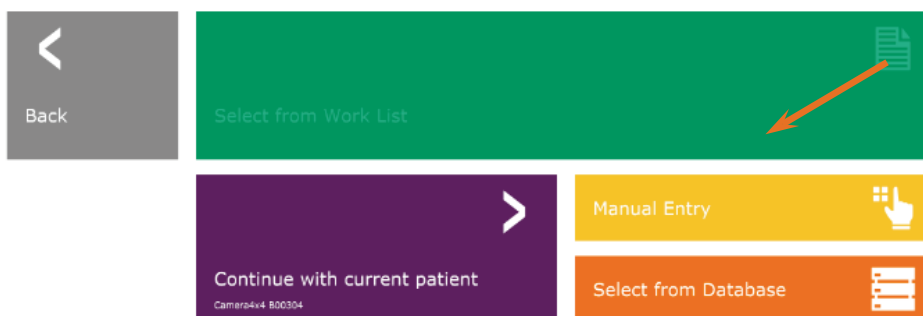 Back
Select from Work List
Manual Entry
Continue with current patient
Camera4x4 B00304
Select from Database